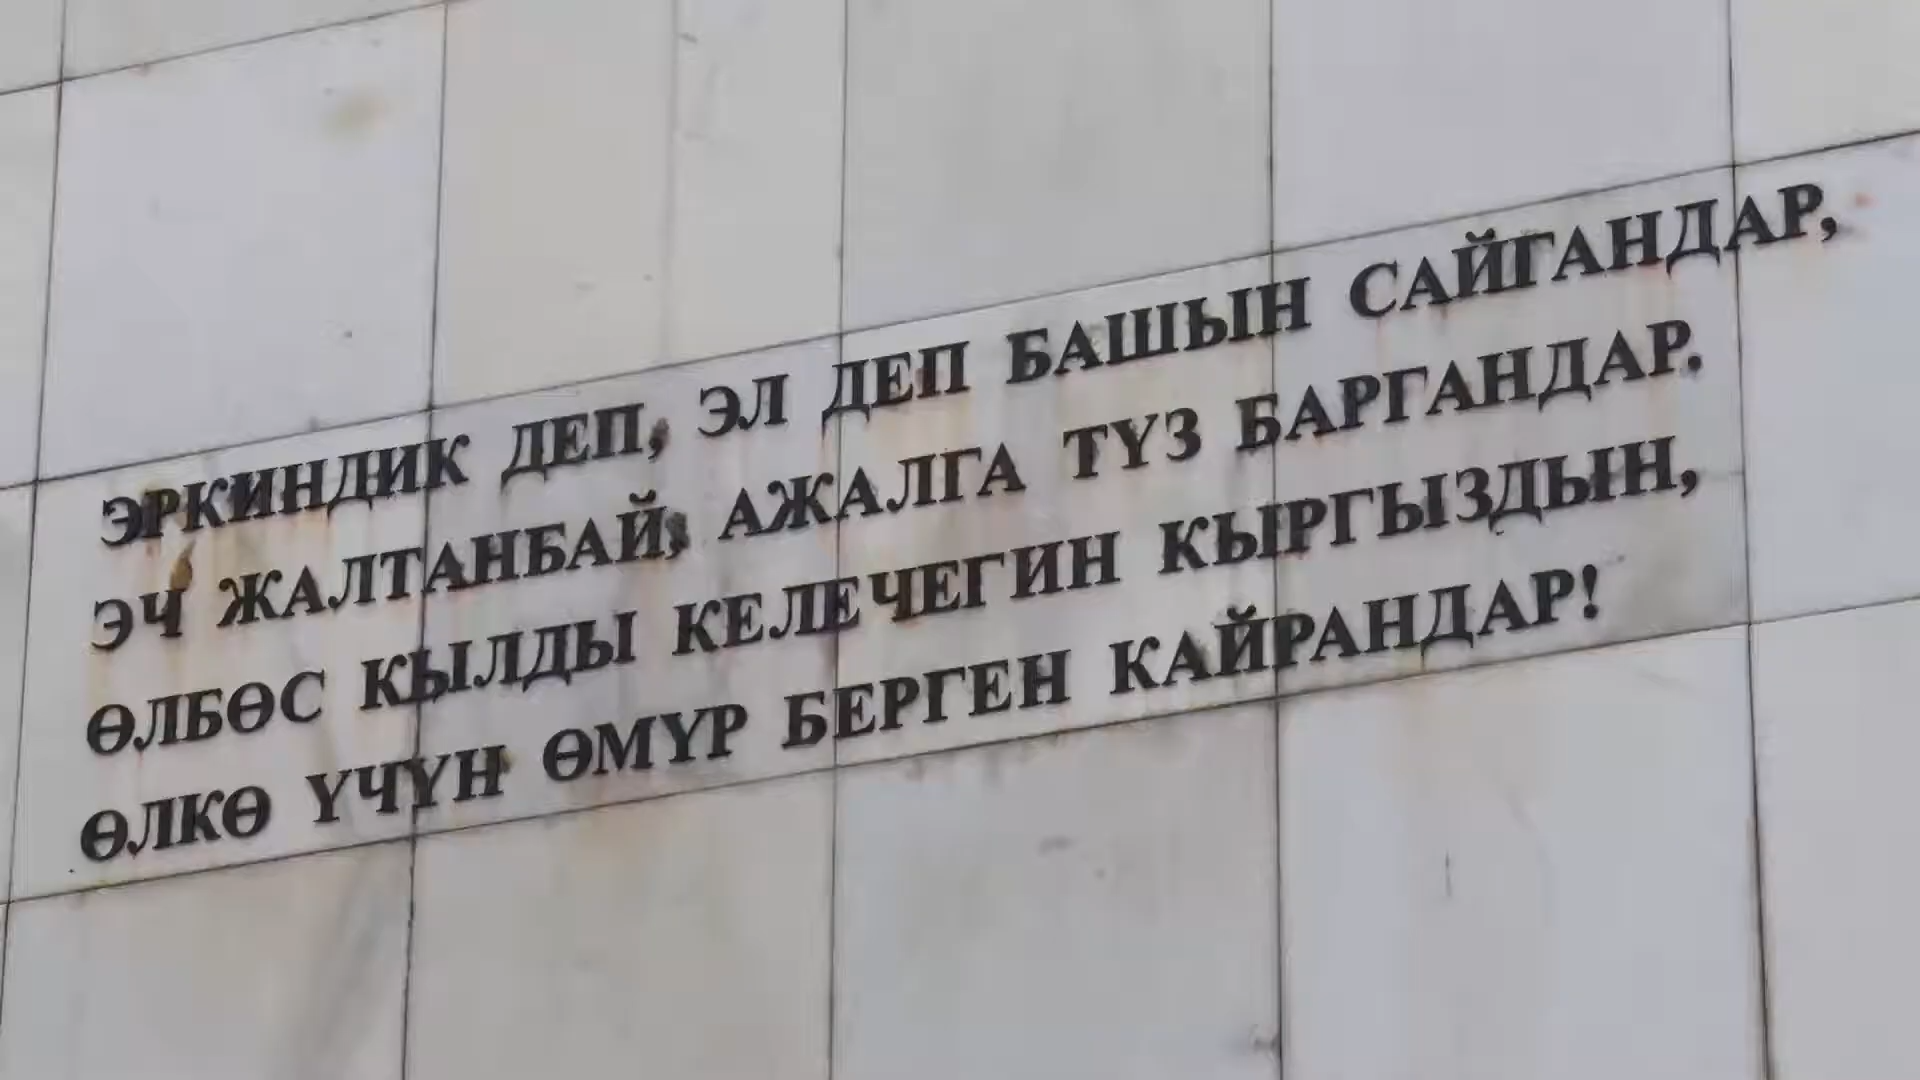 ЭРКИНДИК ДЕП, ЭЛ ДЕП БАШЫН САЙГАНДАР,
ЭЧ ЖАЛТАНБАЙ, АЖАЛГА ТҮЗ БАРГАНДАР.
ӨЛБӨС КЫЛДЫ КЕЛЕЧЕГИН КЫРГЫЗДЫН,
ӨЛКӨ ҮЧҮН ӨМҮР БЕРГЕН КАЙРАНДАР!